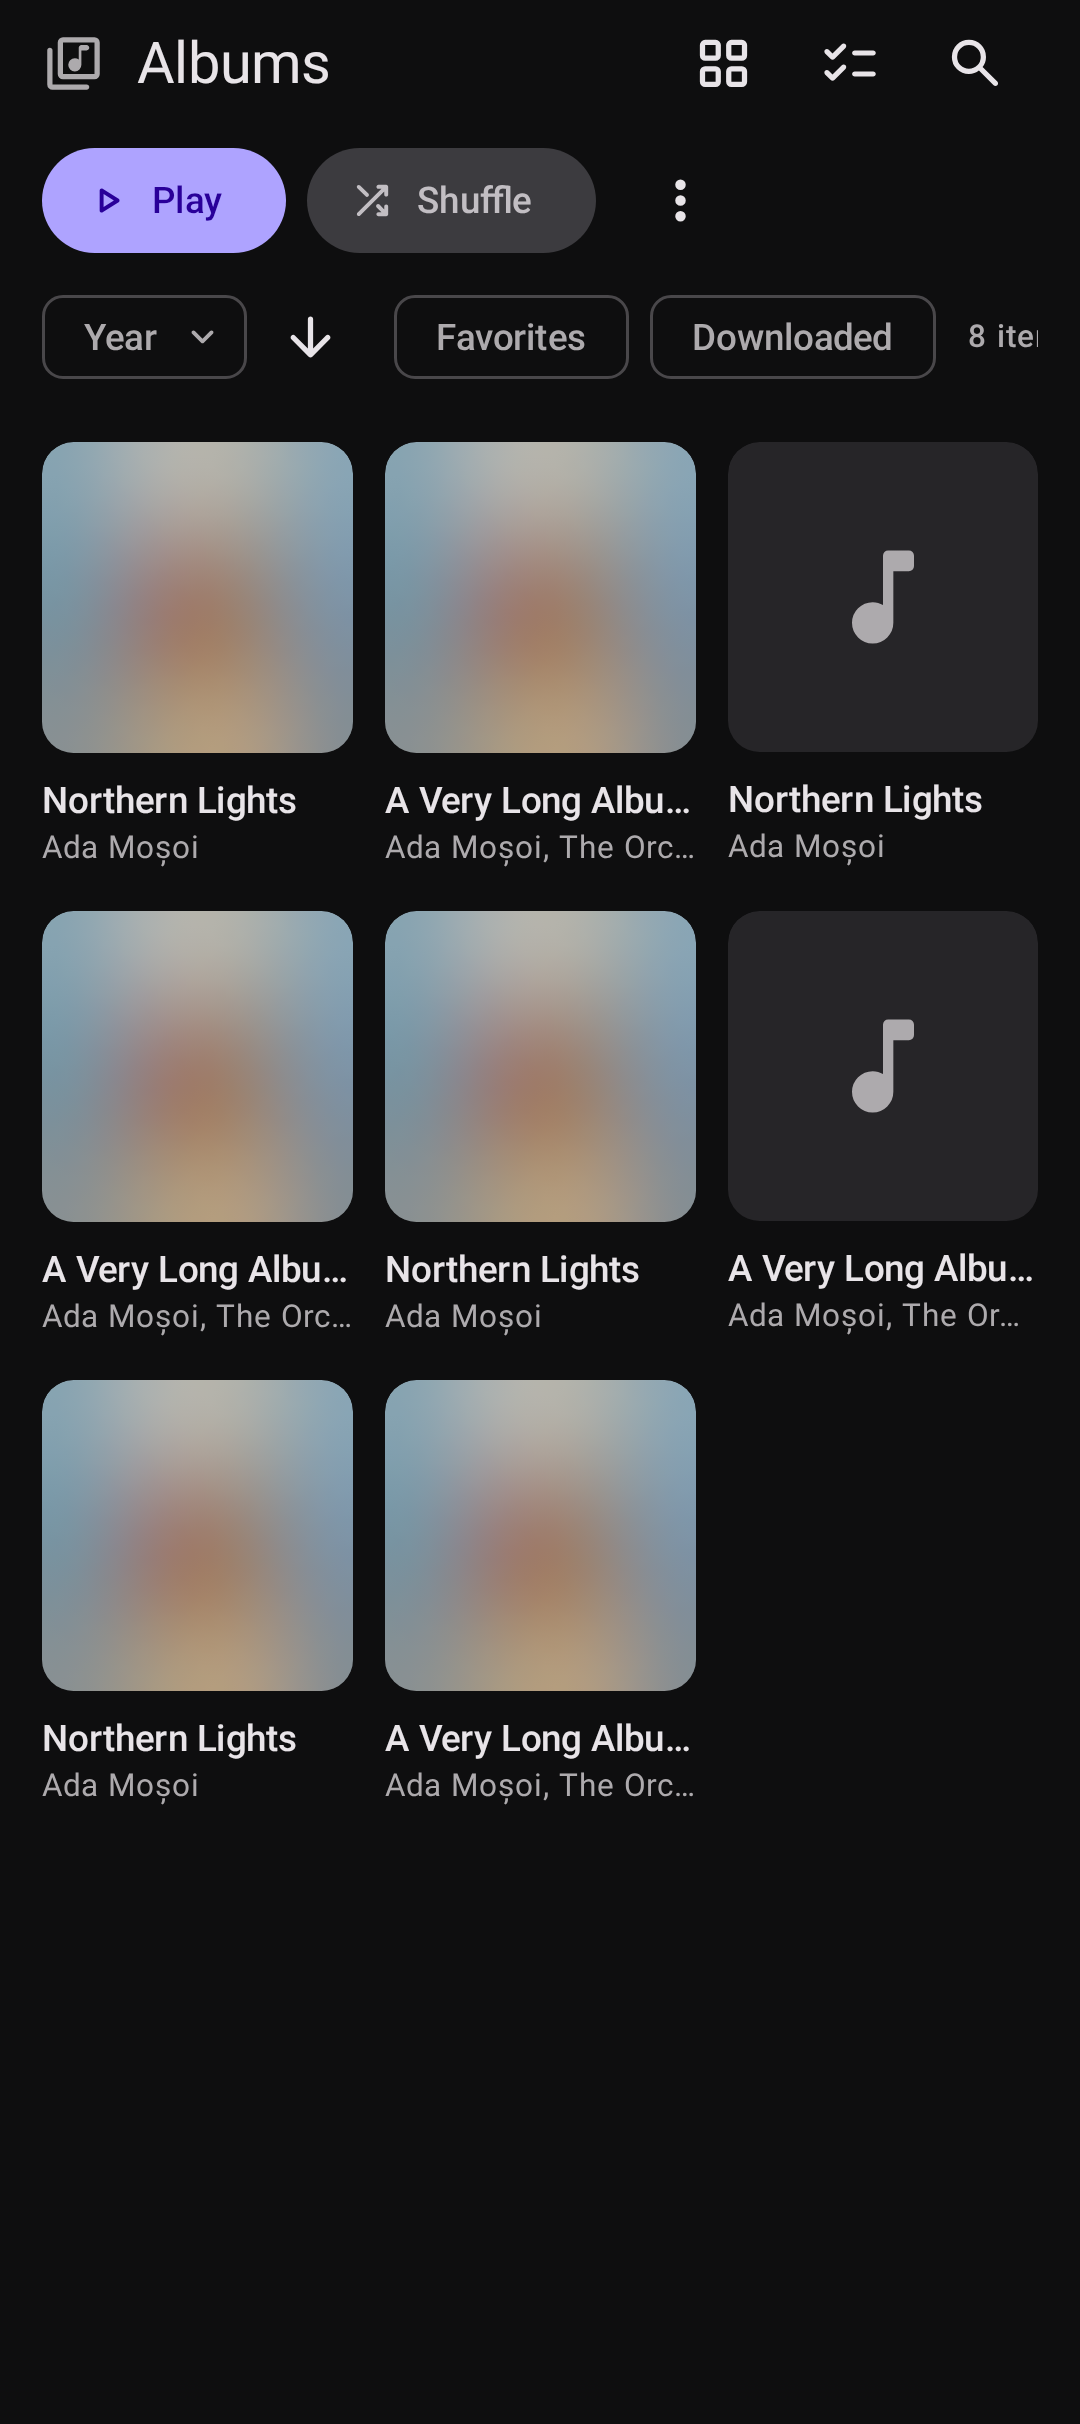 Albums
Play
Shuffle
Year
Favorites
Downloaded
8
Northern Lights
Ada Moșoi
A Very Long Albu...
Ada Moșoi, The Orc...
Northern Lights
Ada Moșoi
A Very Long Albu...
Ada Moșoi, The Orc...
Northern Lights
Ada Moșoi
A Very Long Albu...
Ada Moșoi, The Or...
Northern Lights
Ada Moșoi
A Very Long Albu...
Ada Moșoi, The Orc...